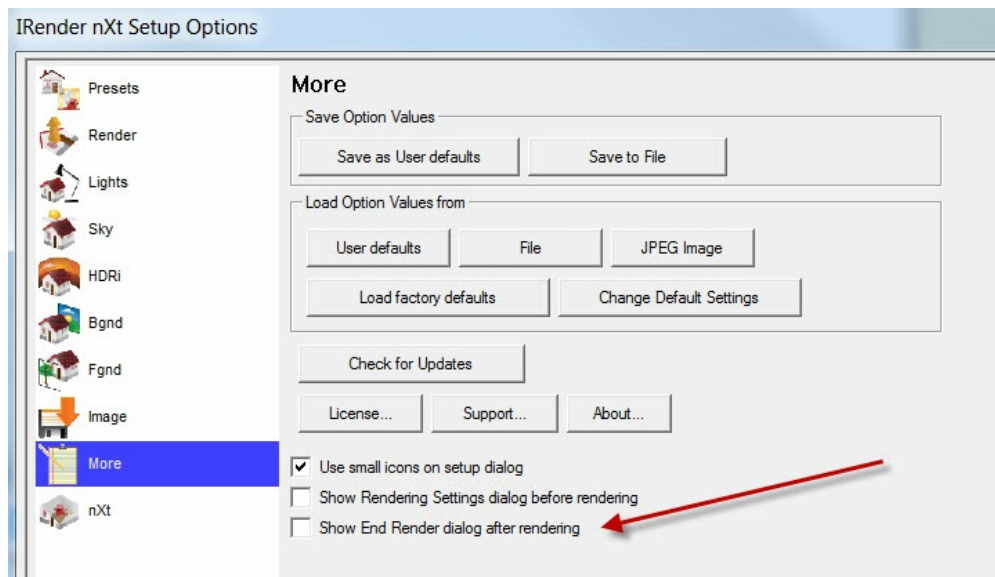 IRender nXt Setup Options
Presets
Render
Lights
Sky
HDRi
Bgnd
Fgnd
Image
More
nXt
More
Save Option Values
Save as User defaults Save to File
Load Option Values from
User defaults File JPEG Image
Load factory defaults Change Default Settings
Check for Updates
License... Support... About...
Use small icons on setup dialog
Show Rendering Settings dialog before rendering
Show End Render dialog after rendering